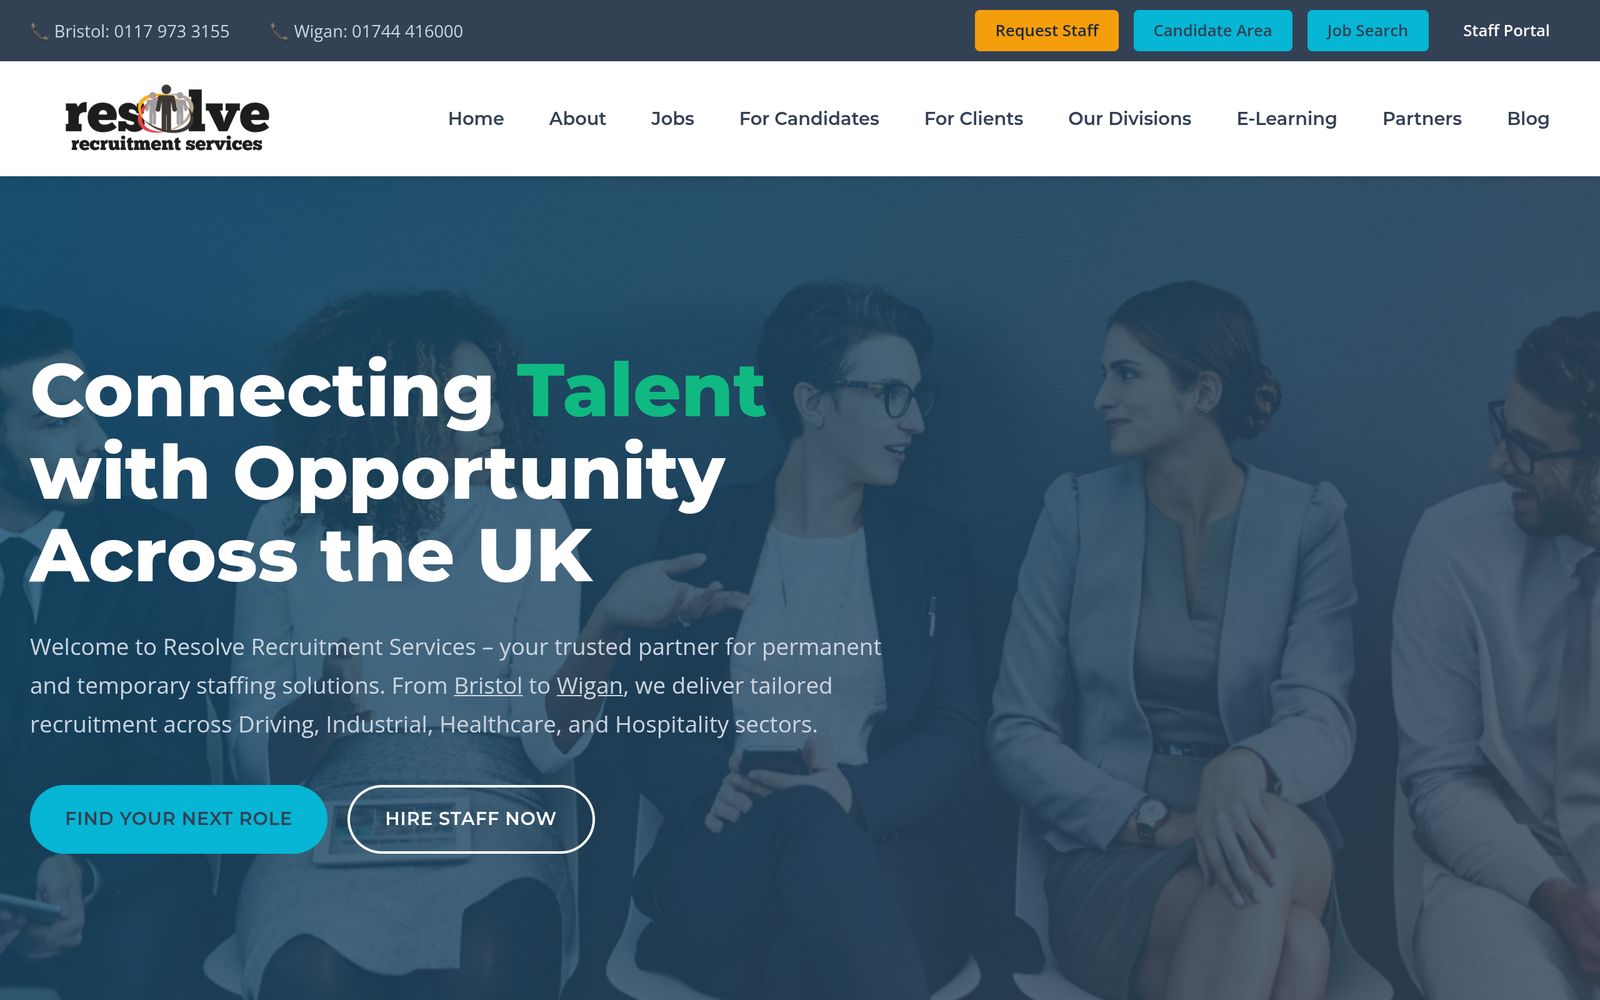 Bristol: 0117 973 3155
Wigan: 01744 416000
Request Staff
Candidate Area
Job Search
Staff Portal
resolve
recruitment services
Home
About
Jobs
For Candidates
For Clients
Our Divisions
E-Learning
Partners
Blog
Connecting Talent
with Opportunity
Across the UK
Welcome to Resolve Recruitment Services – your trusted partner for permanent
and temporary staffing solutions. From Bristol to Wigan, we deliver tailored
recruitment across Driving, Industrial, Healthcare, and Hospitality sectors.
FIND YOUR NEXT ROLE
HIRE STAFF NOW